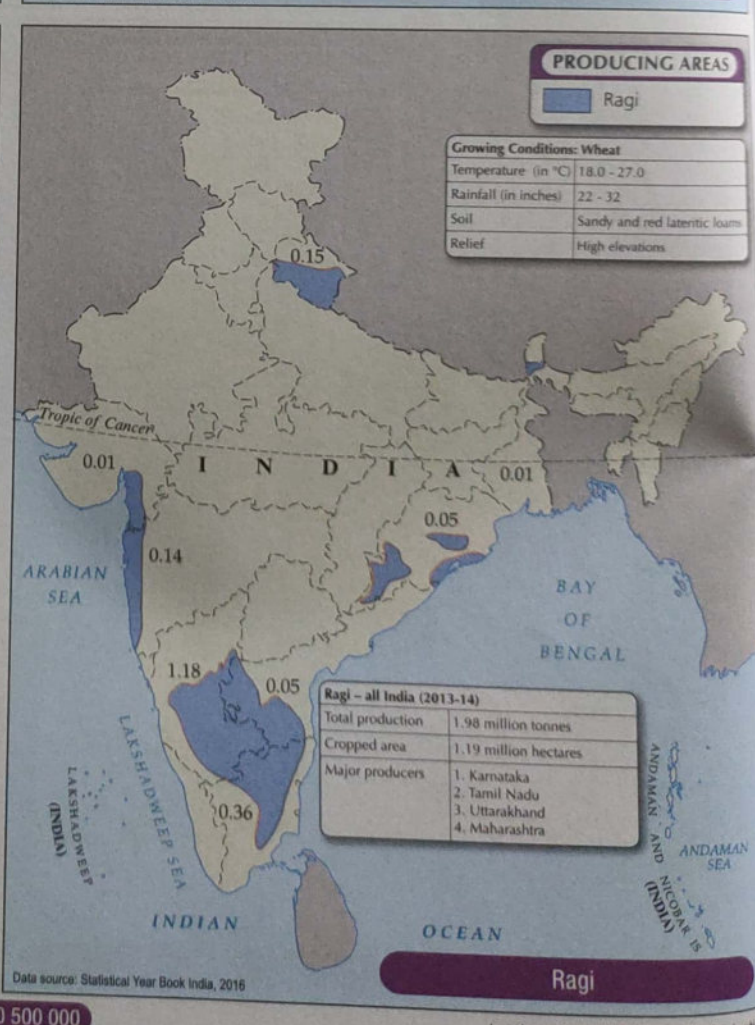 PRODUCING AREAS
Ragi
Growing Conditions: Wheat
Temperature (in °C) 18.0 - 27.0
Rainfall (in inches) 22 - 32
Soil Sandy and red lateritic loams
Relief High elevations
0.15
Tropic of Cancer
0.01
I N D I A
0.01
0.05
0.14
ARABIAN
SEA
BAY
OF
BENGAL
1.18
0.05
Ragi – all India (2013-14)
Total production 1.98 million tonnes
Cropped area 1.19 million hectares
Major producers 1. Karnataka
2. Tamil Nadu
3. Uttarakhand
4. Maharashtra
0.36
LAKSHADWEEP SEA
LAKSHADWEEP
(INDIA)
ANDAMAN AND NICOBAR IS
(INDIA)
ANDAMAN
SEA
INDIAN OCEAN
Data source: Statistical Year Book India, 2016
Ragi
500 000